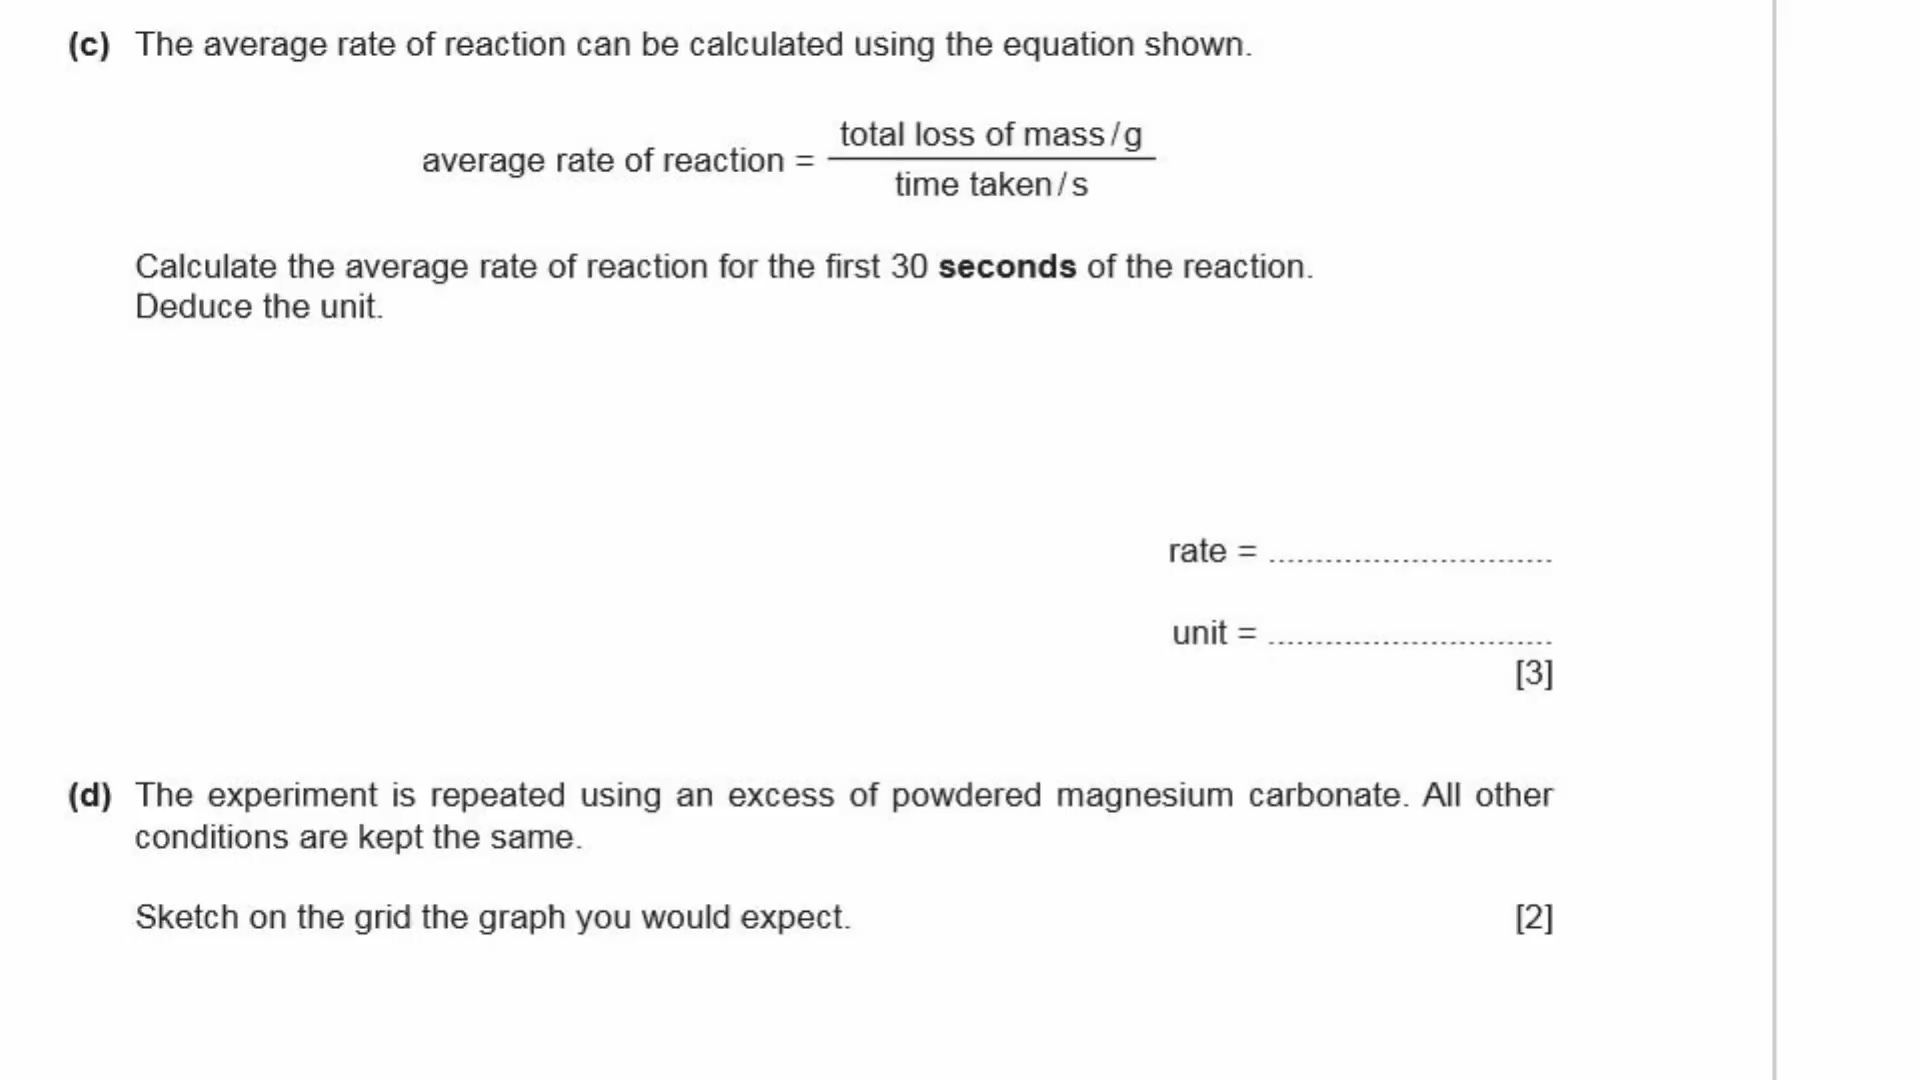 (c) The average rate of reaction can be calculated using the equation shown.
average rate of reaction = total loss of mass/g
time taken/s
Calculate the average rate of reaction for the first 30 seconds of the reaction.
Deduce the unit.
rate = ..............................
unit = ..............................
[3]
(d) The experiment is repeated using an excess of powdered magnesium carbonate. All other
conditions are kept the same.
Sketch on the grid the graph you would expect. [2]